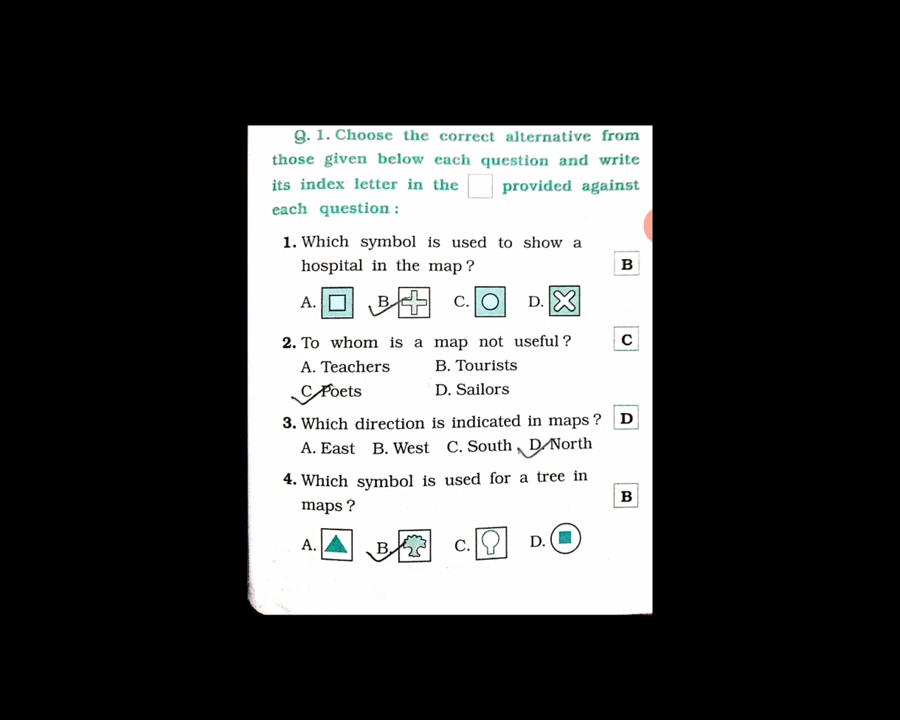 Q. 1. Choose the correct alternative from
those given below each question and write
its index letter in the provided against
each question :
1. Which symbol is used to show a
hospital in the map ?
B
A. B. C. D.
2. To whom is a map not useful ?
C
A. Teachers B. Tourists
C. Poets D. Sailors
3. Which direction is indicated in maps ?
D
A. East B. West C. South D. North
4. Which symbol is used for a tree in
maps ?
B
A. B. C. D.